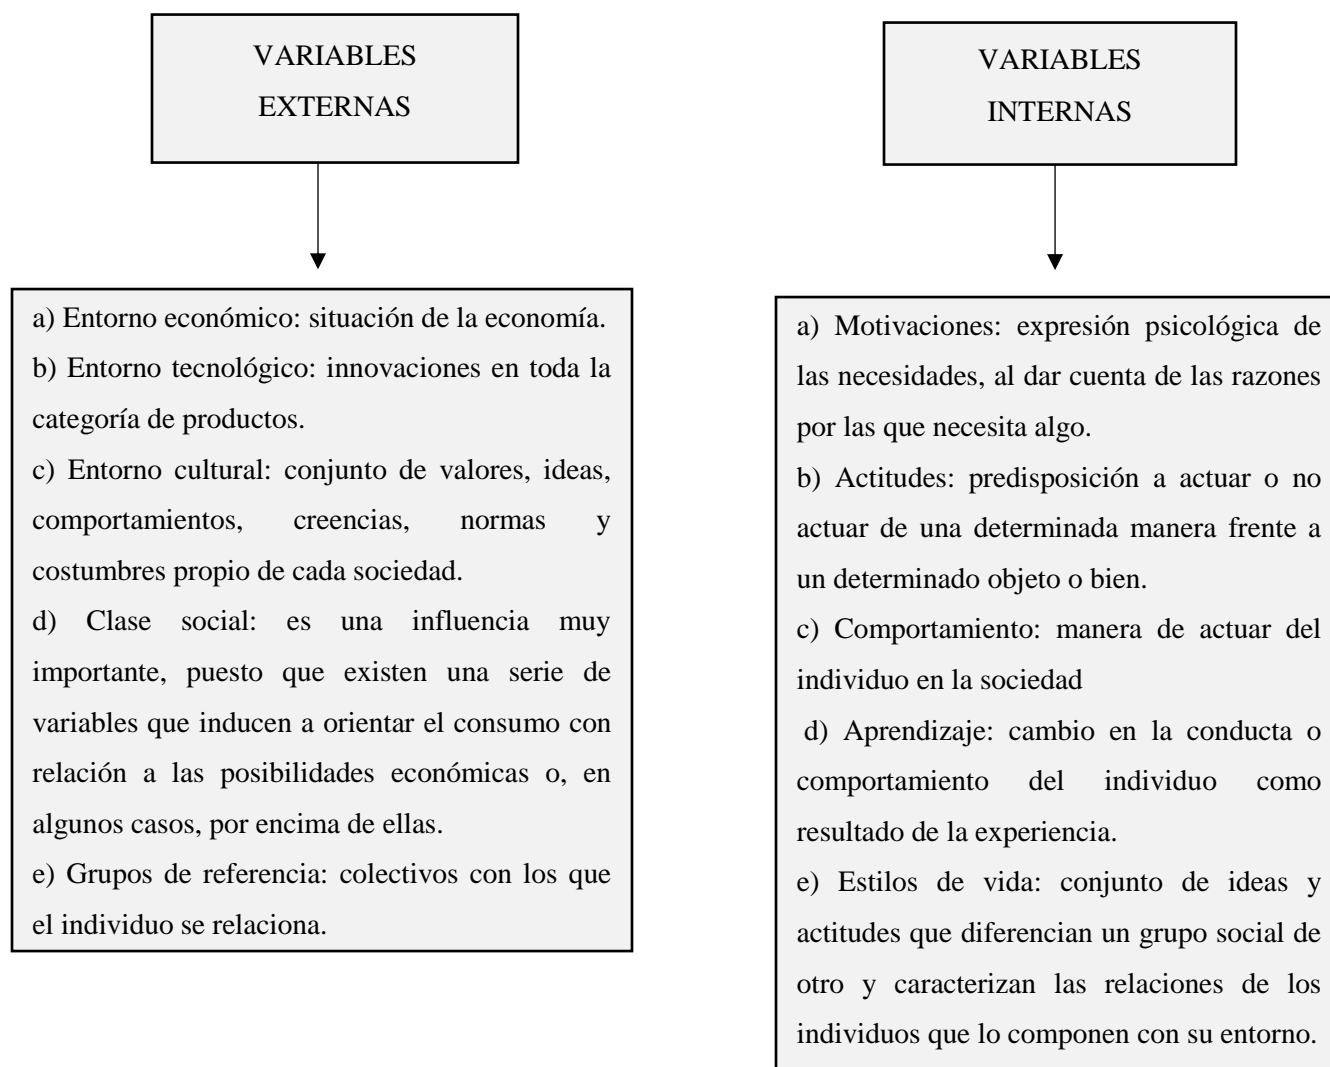 VARIABLES
EXTERNAS
a) Entorno económico: situación de la economía.
b) Entorno tecnológico: innovaciones en toda la
categoría de productos.
c) Entorno cultural: conjunto de valores, ideas,
comportamientos, creencias, normas y
costumbres propio de cada sociedad.
d) Clase social: es una influencia muy
importante, puesto que existen una serie de
variables que inducen a orientar el consumo con
relación a las posibilidades económicas o, en
algunos casos, por encima de ellas.
e) Grupos de referencia: colectivos con los que
el individuo se relaciona.
VARIABLES
INTERNAS
a) Motivaciones: expresión psicológica de
las necesidades, al dar cuenta de las razones
por las que necesita algo.
b) Actitudes: predisposición a actuar o no
actuar de una determinada manera frente a
un determinado objeto o bien.
c) Comportamiento: manera de actuar del
individuo en la sociedad
d) Aprendizaje: cambio en la conducta o
comportamiento del individuo como
resultado de la experiencia.
e) Estilos de vida: conjunto de ideas y
actitudes que diferencian un grupo social de
otro y caracterizan las relaciones de los
individuos que lo componen con su entorno.